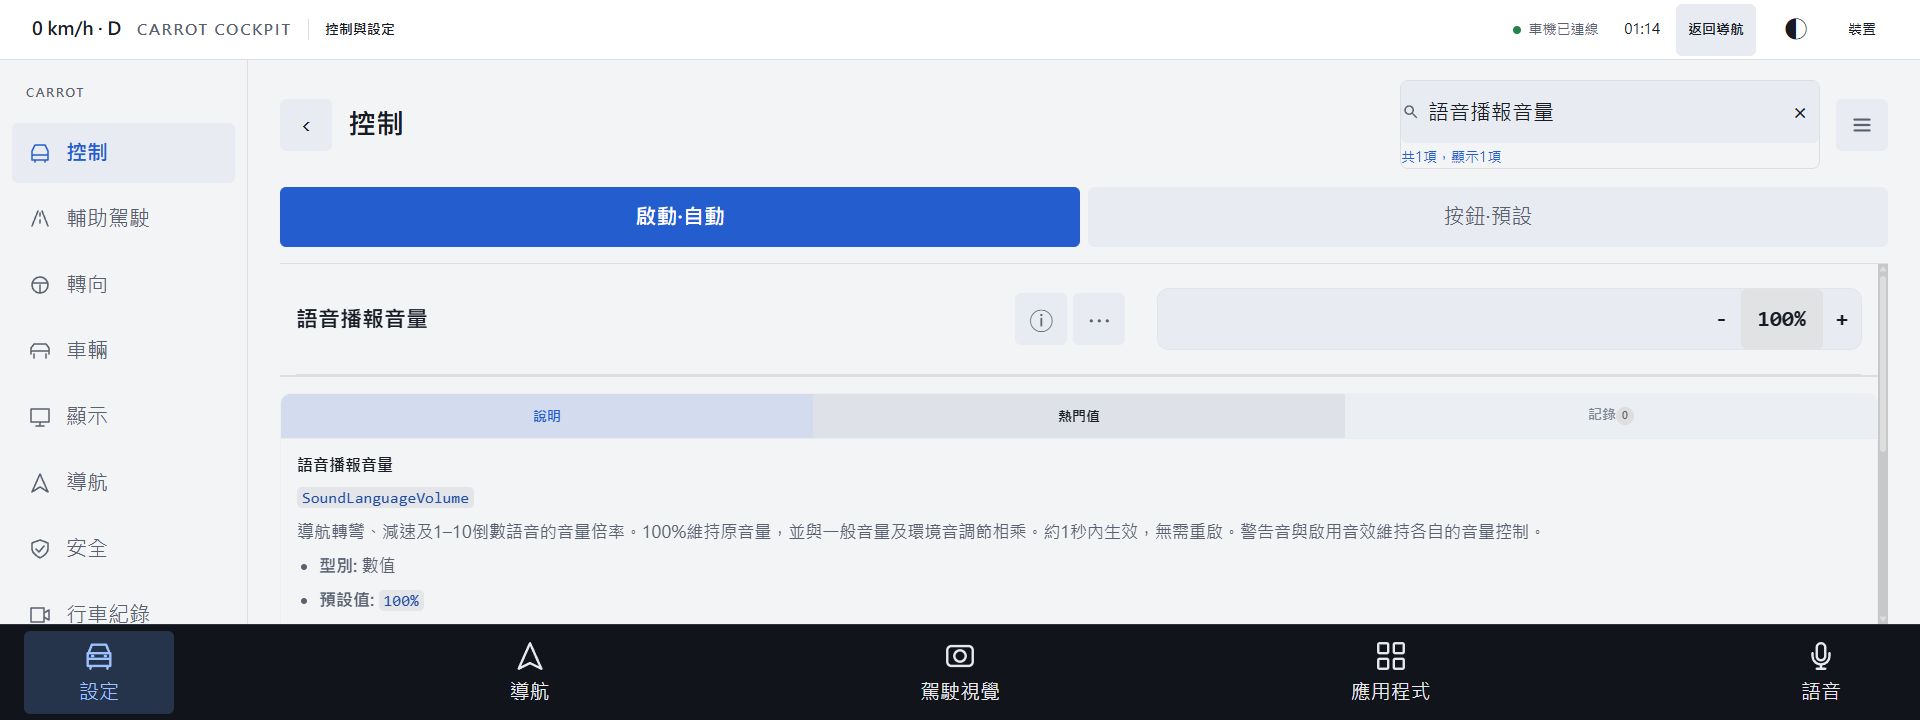 0 km/h · D CARROT COCKPIT 控制與設定
車機已連線 01:14 返回導航 裝置
CARROT
控制
輔助駕駛
轉向
車輛
顯示
導航
安全
行車紀錄
‹ 控制
語音播報音量 ×
共1項，顯示1項
啟動·自動
按鈕·預設
語音播報音量
- 100% +
說明
熱門值
記錄 0
語音播報音量
SoundLanguageVolume
導航轉彎、減速及1–10倒數語音的音量倍率。100%維持原音量，並與一般音量及環境音調節相乘。約1秒內生效，無需重啟。警告音與啟用音效維持各自的音量控制。
• 型別: 數值
• 預設值: 100%
設定
導航
駕駛視覺
應用程式
語音